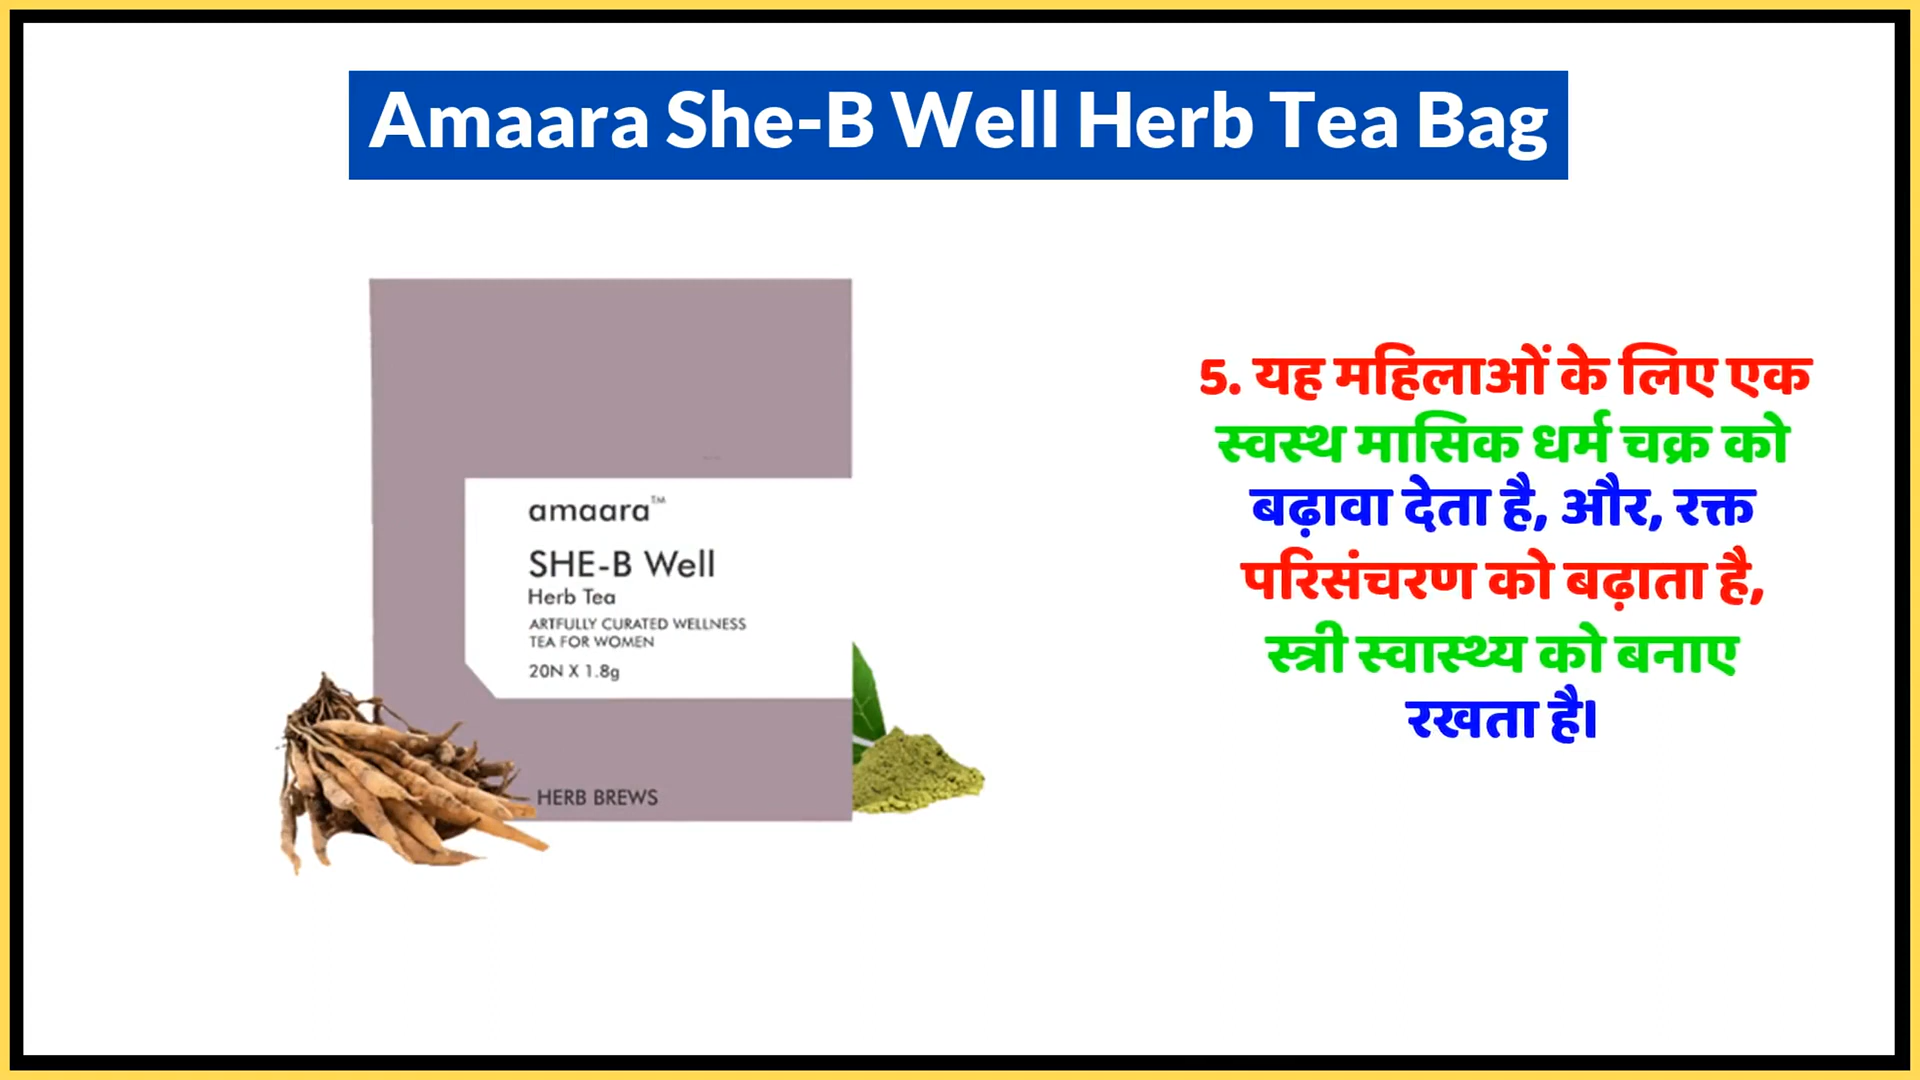 Amaara She-B Well Herb Tea Bag
amaara™
SHE-B Well
Herb Tea
ARTFULLY CURATED WELLNESS
TEA FOR WOMEN
20N X 1.8g
HERB BREWS
5. यह महिलाओं के लिए एक
स्वस्थ मासिक धर्म चक्र को
बढ़ावा देता है, और, रक्त
परिसंचरण को बढ़ाता है,
स्त्री स्वास्थ्य को बनाए
रखता है।